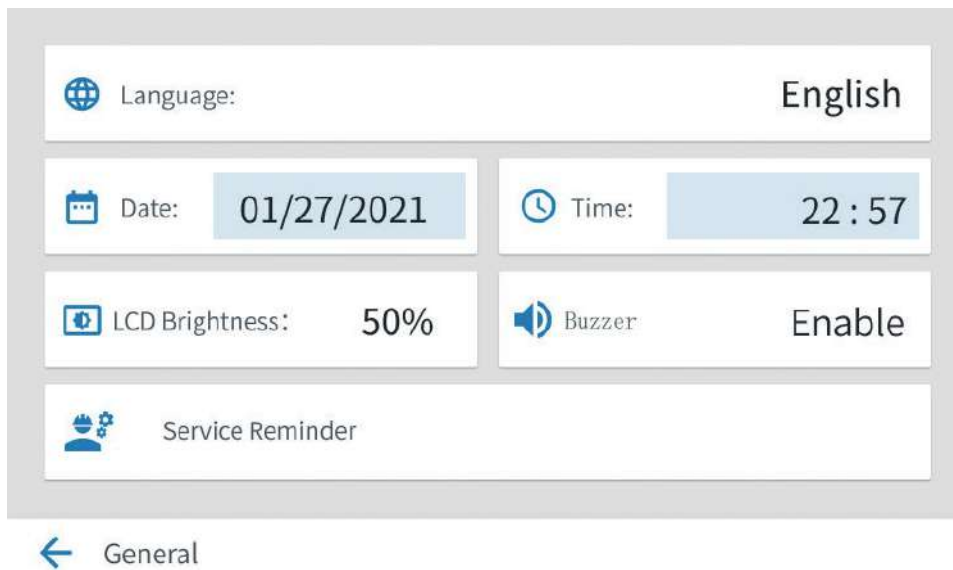 Language: English
Date: 01/27/2021 Time: 22 : 57
LCD Brightness: 50% Buzzer Enable
Service Reminder
General